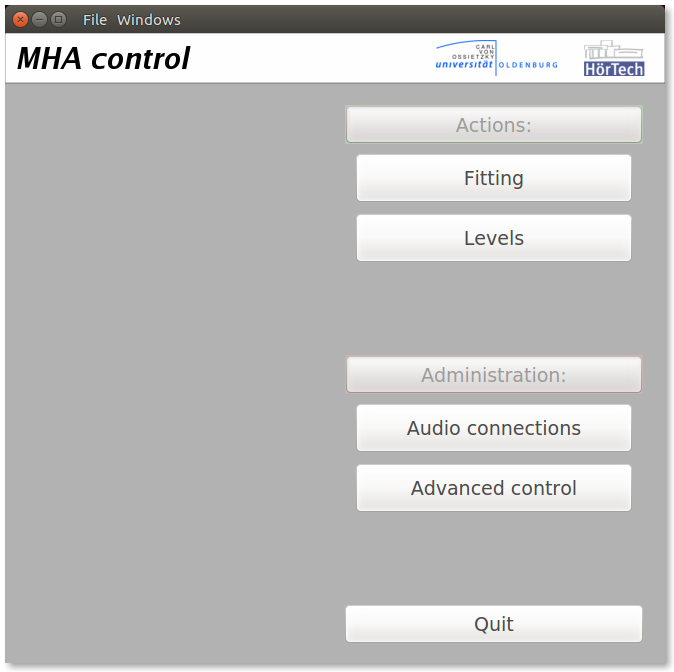 File Windows
MHA control
CARL
VON
OSSIETZKY
universität OLDENBURG
HörTech
Actions:
Fitting
Levels
Administration:
Audio connections
Advanced control
Quit